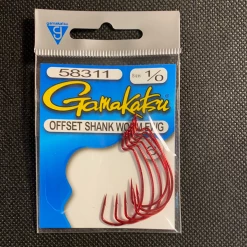 58311
Size 1/0
Gamakatsu
OFFSET SHANK WORM EWG